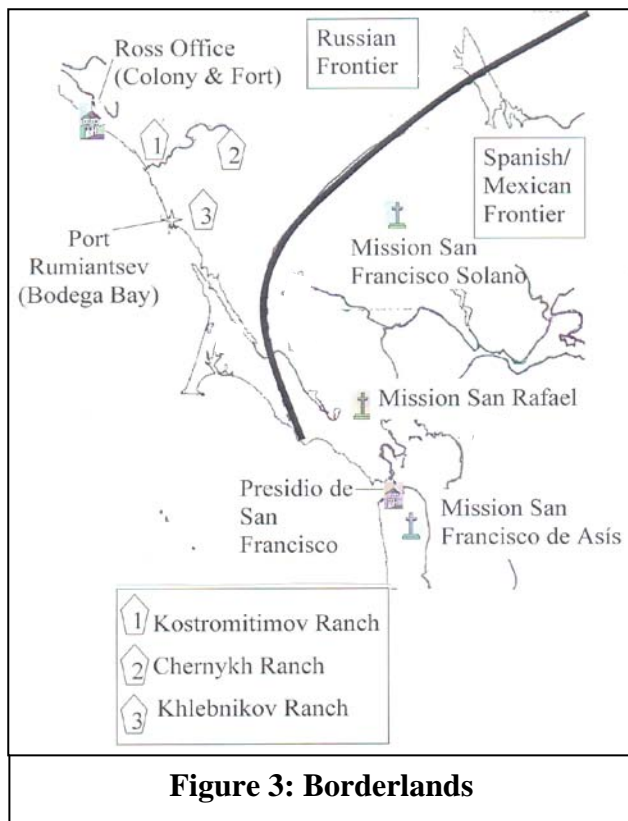 Ross Office
(Colony & Fort)
Russian
Frontier
1
2
Spanish/
Mexican
Frontier
3
Port
Rumiantsev
(Bodega Bay)
Mission San
Francisco Solano
Mission San Rafael
Presidio de
San
Francisco
Mission San
Francisco de Asís
1 Kostromitimov Ranch
2 Chernykh Ranch
3 Khlebnikov Ranch
Figure 3: Borderlands